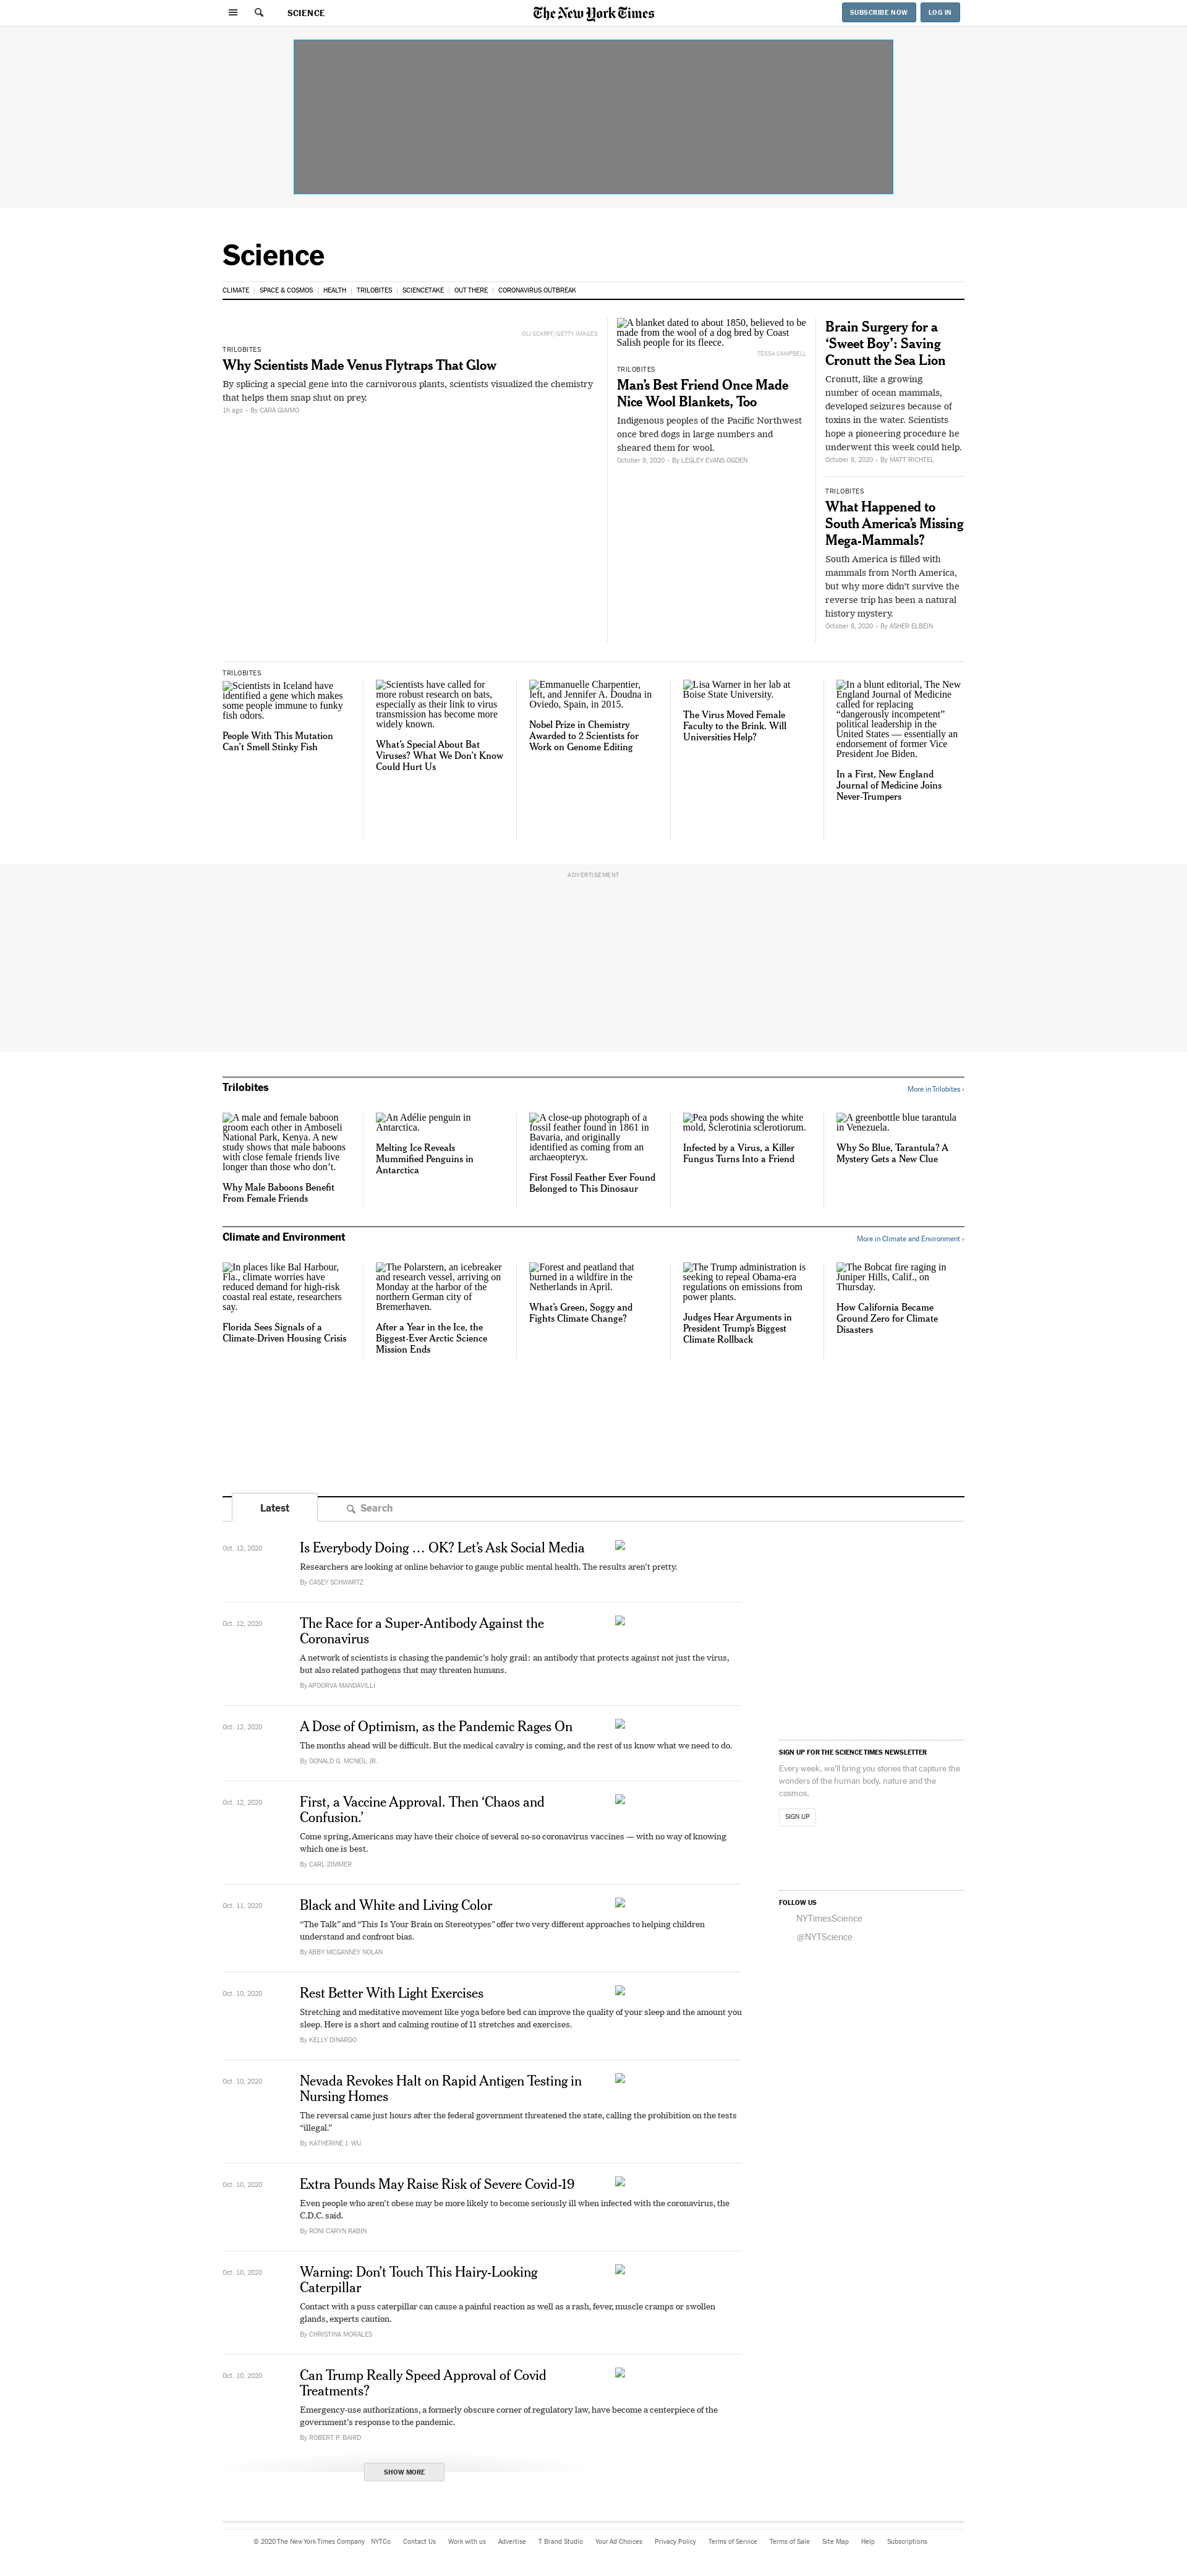 SCIENCE
The New York Times
SUBSCRIBE NOW
LOG IN
Science
CLIMATE
SPACE & COSMOS
HEALTH
TRILOBITES
SCIENCETAKE
OUT THERE
CORONAVIRUS OUTBREAK
OLI SCARFF/GETTY IMAGES
TRILOBITES
Why Scientists Made Venus Flytraps That Glow
By splicing a special gene into the carnivorous plants, scientists visualized the chemistry
that helps them snap shut on prey.
1h ago • By CARA GIAIMO
A blanket dated to about 1850, believed to be
made from the wool of a dog bred by Coast
Salish people for its fleece.
TESSA CAMPBELL
TRILOBITES
Man's Best Friend Once Made
Nice Wool Blankets, Too
Indigenous peoples of the Pacific Northwest
once bred dogs in large numbers and
sheared them for wool.
October 9, 2020 • By LESLEY EVANS OGDEN
Brain Surgery for a
‘Sweet Boy’: Saving
Cronutt the Sea Lion
Cronutt, like a growing
number of ocean mammals,
developed seizures because of
toxins in the water. Scientists
hope a pioneering procedure he
underwent this week could help.
October 8, 2020 • By MATT RICHTEL
TRILOBITES
What Happened to
South America's Missing
Mega-Mammals?
South America is filled with
mammals from North America,
but why more didn't survive the
reverse trip has been a natural
history mystery.
October 8, 2020 • By ASHER ELBEIN
TRILOBITES
Scientists in Iceland have
identified a gene which makes
some people immune to funky
fish odors.
People With This Mutation
Can't Smell Stinky Fish
Scientists have called for
more robust research on bats,
especially as their link to virus
transmission has become more
widely known.
What's Special About Bat
Viruses? What We Don't Know
Could Hurt Us
Emmanuelle Charpentier,
left, and Jennifer A. Doudna in
Oviedo, Spain, in 2015.
Nobel Prize in Chemistry
Awarded to 2 Scientists for
Work on Genome Editing
Lisa Warner in her lab at
Boise State University.
The Virus Moved Female
Faculty to the Brink. Will
Universities Help?
In a blunt editorial, The New
England Journal of Medicine
called for replacing
“dangerously incompetent”
political leadership in the
United States — essentially an
endorsement of former Vice
President Joe Biden.
In a First, New England
Journal of Medicine Joins
Never-Trumpers
ADVERTISEMENT
Trilobites
More in Trilobites ›
A male and female baboon
groom each other in Amboseli
National Park, Kenya. A new
study shows that male baboons
with close female friends live
longer than those who don't.
Why Male Baboons Benefit
From Female Friends
An Adélie penguin in
Antarctica.
Melting Ice Reveals
Mummified Penguins in
Antarctica
A close-up photograph of a
fossil feather found in 1861 in
Bavaria, and originally
identified as coming from an
archaeopteryx.
First Fossil Feather Ever Found
Belonged to This Dinosaur
Pea pods showing the white
mold, Sclerotinia sclerotiorum.
Infected by a Virus, a Killer
Fungus Turns Into a Friend
A greenbottle blue tarantula
in Venezuela.
Why So Blue, Tarantula? A
Mystery Gets a New Clue
Climate and Environment
More in Climate and Environment ›
In places like Bal Harbour,
Fla., climate worries have
reduced demand for high-risk
coastal real estate, researchers
say.
Florida Sees Signals of a
Climate-Driven Housing Crisis
The Polarstern, an icebreaker
and research vessel, arriving on
Monday at the harbor of the
northern German city of
Bremerhaven.
After a Year in the Ice, the
Biggest-Ever Arctic Science
Mission Ends
Forest and peatland that
burned in a wildfire in the
Netherlands in April.
What's Green, Soggy and
Fights Climate Change?
The Trump administration is
seeking to repeal Obama-era
regulations on emissions from
power plants.
Judges Hear Arguments in
President Trump's Biggest
Climate Rollback
The Bobcat fire raging in
Juniper Hills, Calif., on
Thursday.
How California Became
Ground Zero for Climate
Disasters
Latest
Search
Oct. 12, 2020
Is Everybody Doing … OK? Let's Ask Social Media
Researchers are looking at online behavior to gauge public mental health. The results aren't pretty.
By CASEY SCHWARTZ
Oct. 12, 2020
The Race for a Super-Antibody Against the
Coronavirus
A network of scientists is chasing the pandemic's holy grail: an antibody that protects against not just the virus,
but also related pathogens that may threaten humans.
By APOORVA MANDAVILLI
Oct. 12, 2020
A Dose of Optimism, as the Pandemic Rages On
The months ahead will be difficult. But the medical cavalry is coming, and the rest of us know what we need to do.
By DONALD G. MCNEIL JR.
Oct. 12, 2020
First, a Vaccine Approval. Then ‘Chaos and
Confusion.’
Come spring, Americans may have their choice of several so-so coronavirus vaccines — with no way of knowing
which one is best.
By CARL ZIMMER
Oct. 11, 2020
Black and White and Living Color
“The Talk” and “This Is Your Brain on Stereotypes” offer two very different approaches to helping children
understand and confront bias.
By ABBY MCGANNEY NOLAN
Oct. 10, 2020
Rest Better With Light Exercises
Stretching and meditative movement like yoga before bed can improve the quality of your sleep and the amount you
sleep. Here is a short and calming routine of 11 stretches and exercises.
By KELLY DINARDO
Oct. 10, 2020
Nevada Revokes Halt on Rapid Antigen Testing in
Nursing Homes
The reversal came just hours after the federal government threatened the state, calling the prohibition on the tests
“illegal.”
By KATHERINE J. WU
Oct. 10, 2020
Extra Pounds May Raise Risk of Severe Covid-19
Even people who aren't obese may be more likely to become seriously ill when infected with the coronavirus, the
C.D.C. said.
By RONI CARYN RABIN
Oct. 10, 2020
Warning: Don't Touch This Hairy-Looking
Caterpillar
Contact with a puss caterpillar can cause a painful reaction as well as a rash, fever, muscle cramps or swollen
glands, experts caution.
By CHRISTINA MORALES
Oct. 10, 2020
Can Trump Really Speed Approval of Covid
Treatments?
Emergency-use authorizations, a formerly obscure corner of regulatory law, have become a centerpiece of the
government's response to the pandemic.
By ROBERT P. BAIRD
SHOW MORE
SIGN UP FOR THE SCIENCE TIMES NEWSLETTER
Every week, we'll bring you stories that capture the
wonders of the human body, nature and the
cosmos.
SIGN UP
FOLLOW US
NYTimesScience
@NYTScience
© 2020 The New York Times Company
NYTCo
Contact Us
Work with us
Advertise
T Brand Studio
Your Ad Choices
Privacy Policy
Terms of Service
Terms of Sale
Site Map
Help
Subscriptions